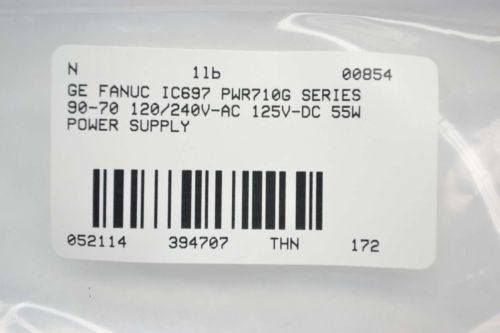 N 1lb 00854
GE FANUC IC697 PWR710G SERIES
90-70 120/240V-AC 125V-DC 55W
POWER SUPPLY
052114 394707 THN 172